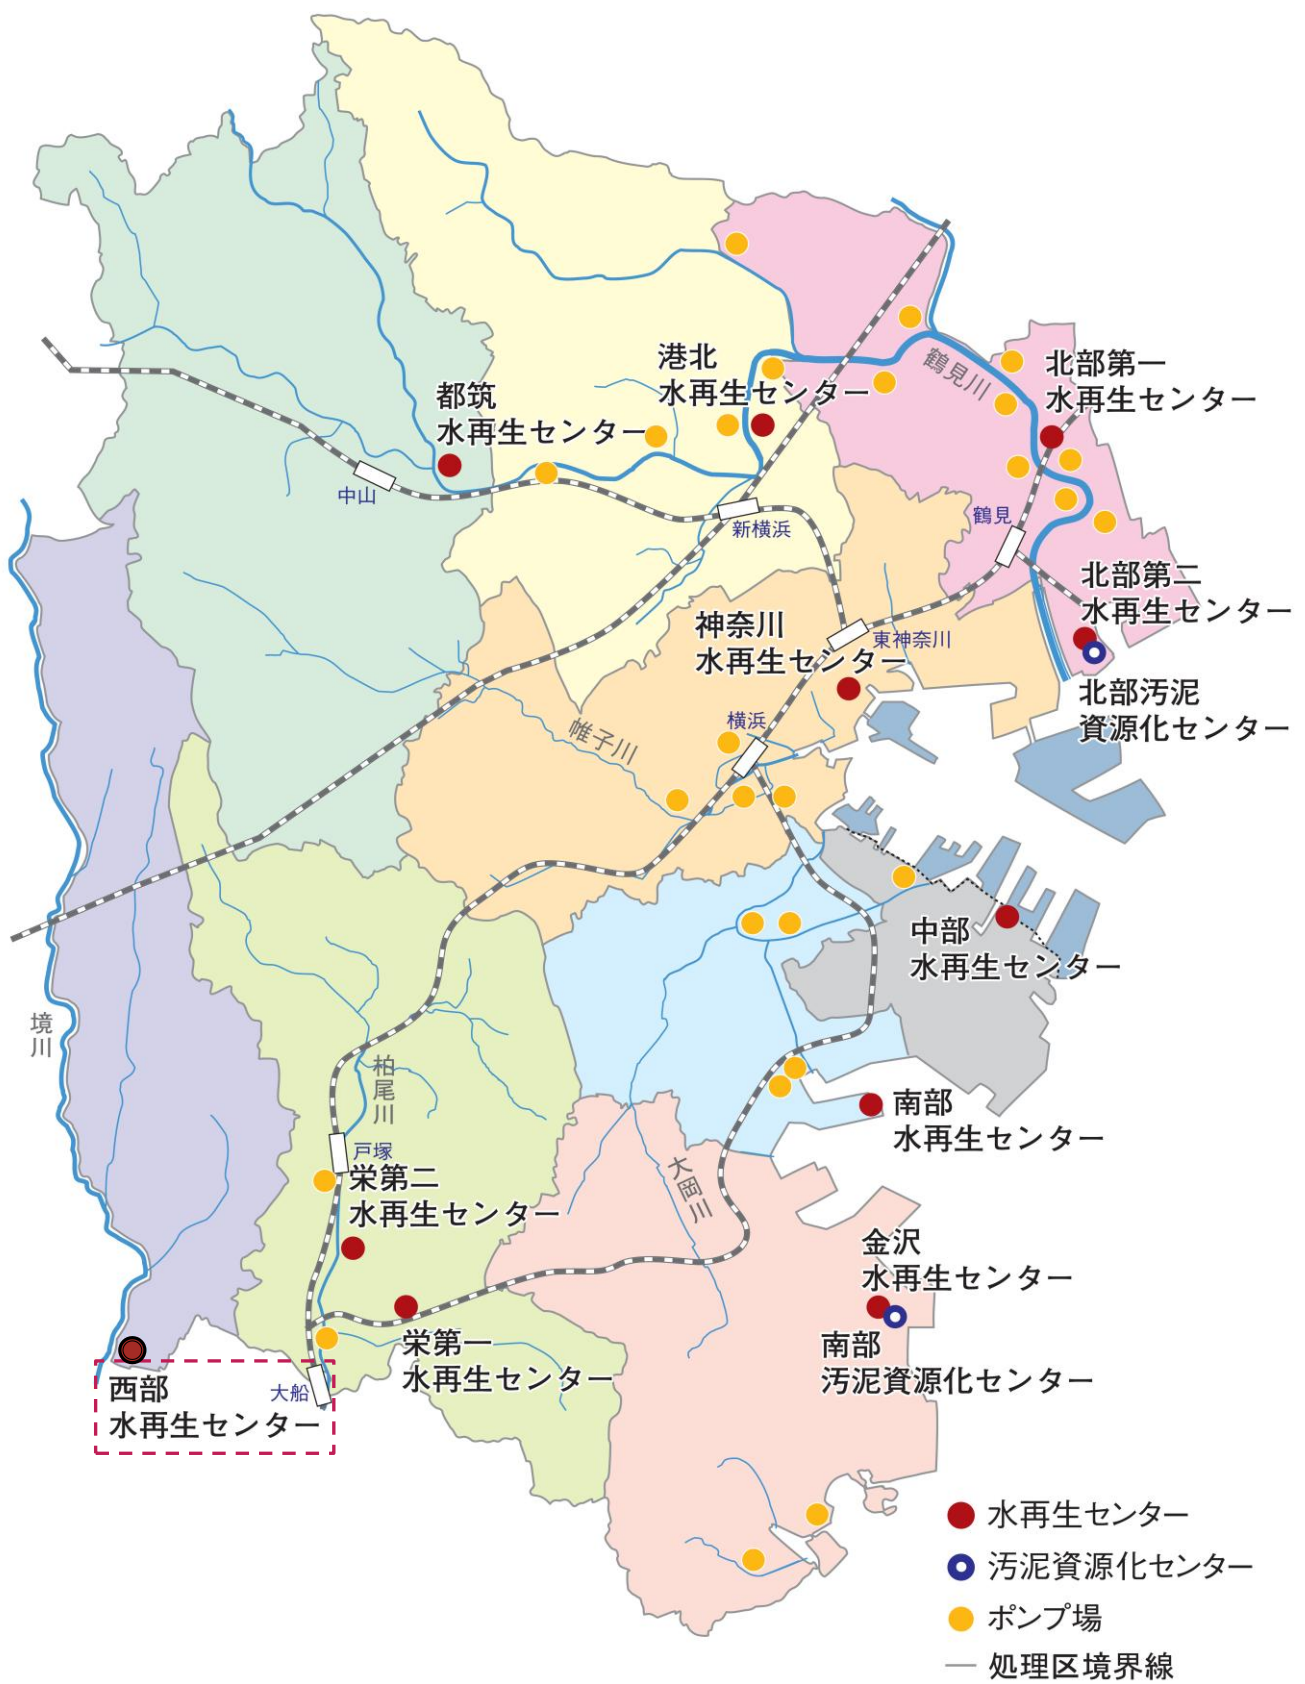 北部第一
水再生センター
港北
水再生センター
鶴見川
都筑
水再生センター
中山
新横浜
鶴見
北部第二
水再生センター
神奈川
水再生センター
東神奈川
北部汚泥
資源化センター
横浜
帷子川
中部
水再生センター
境川
柏尾川
南部
水再生センター
戸塚
栄第二
水再生センター
大岡川
金沢
水再生センター
栄第一
水再生センター
南部
汚泥資源化センター
西部
水再生センター
大船
水再生センター
汚泥資源化センター
ポンプ場
処理区境界線